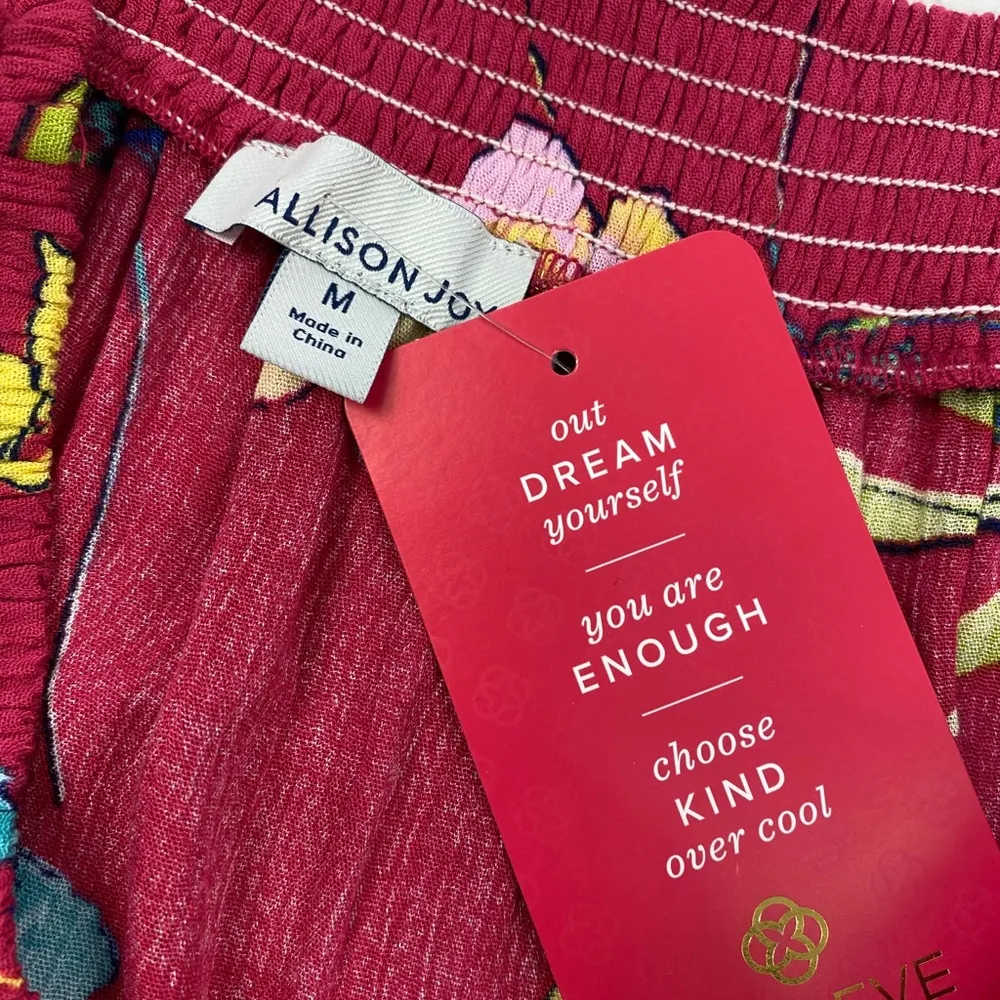 ALLISON JOY
M
Made in
China
out
DREAM
yourself
you are
ENOUGH
choose
KIND
over cool